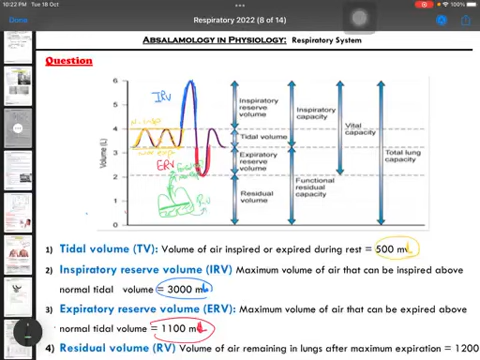 10:22 PM Tue 18 Oct
100%
Done
Respiratory 2022 (8 of 14)
ABSALAMOLOGY IN PHYSIOLOGY: Respiratory System
Question
6
5
4
3
2
1
0
Volume (L)
IRV
ERV
RV
Inspiratory reserve volume
Tidal volume
Expiratory reserve volume
Residual volume
Inspiratory capacity
Functional residual capacity
Vital capacity
Total lung capacity
1) Tidal volume (TV): Volume of air inspired or expired during rest = 500 mL
2) Inspiratory reserve volume (IRV) Maximum volume of air that can be inspired above
normal tidal volume = 3000 mL
3) Expiratory reserve volume (ERV): Maximum volume of air that can be expired above
normal tidal volume = 1100 mL
4) Residual volume (RV) Volume of air remaining in lungs after maximum expiration = 1200